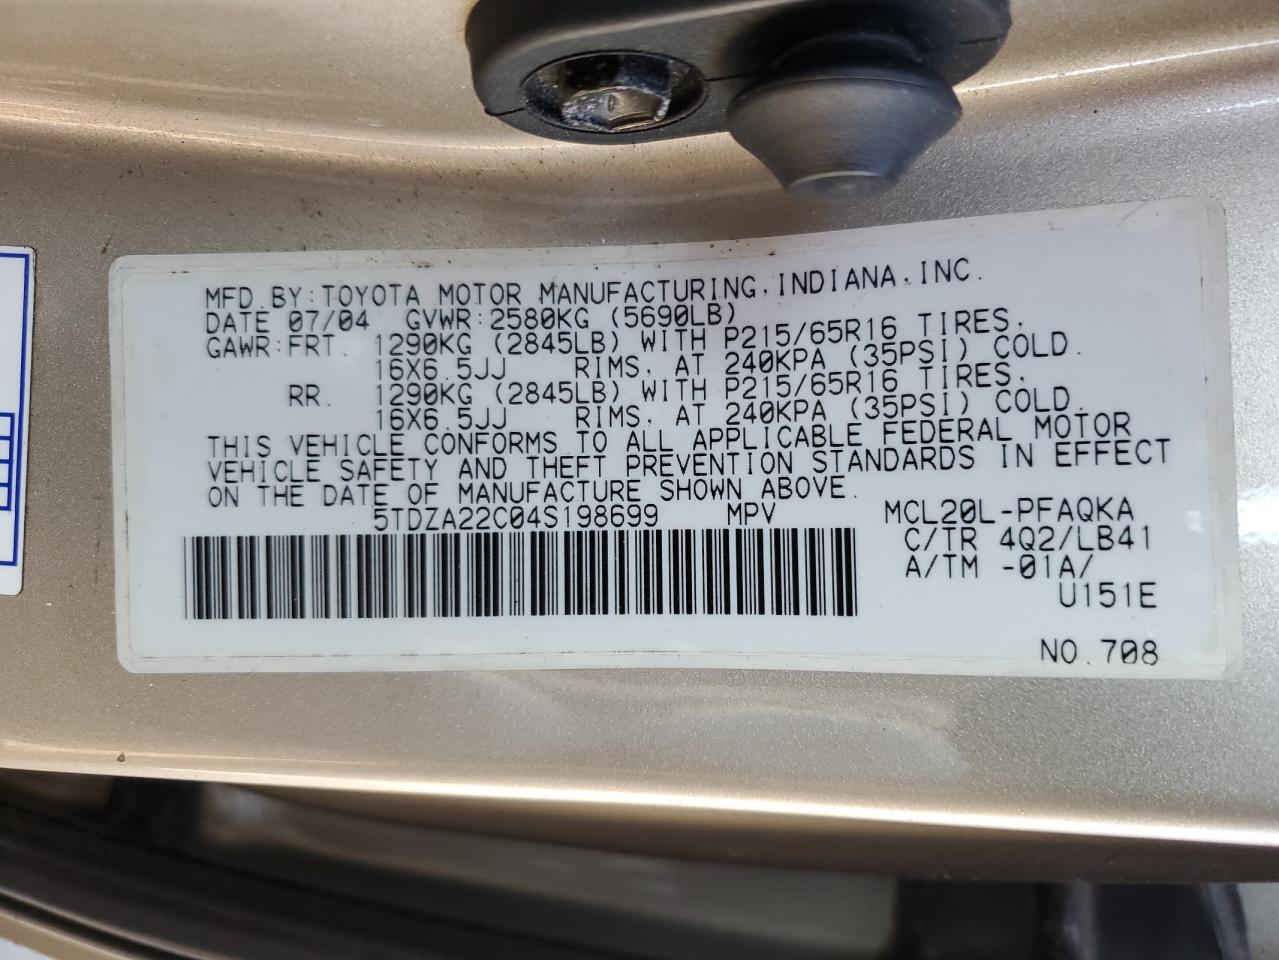 MFD. BY: TOYOTA MOTOR MANUFACTURING, INDIANA, INC.
DATE 07/04 GVWR: 2580KG (5690LB)
GAWR: FRT. 1290KG (2845LB) WITH P215/65R16 TIRES,
16X6.5JJ RIMS, AT 240KPA (35PSI) COLD.
RR. 1290KG (2845LB) WITH P215/65R16 TIRES,
16X6.5JJ RIMS, AT 240KPA (35PSI) COLD.
THIS VEHICLE CONFORMS TO ALL APPLICABLE FEDERAL MOTOR
VEHICLE SAFETY AND THEFT PREVENTION STANDARDS IN EFFECT
ON THE DATE OF MANUFACTURE SHOWN ABOVE.
5TDZA22C04S198699 MPV MCL20L-PFAQKA
C/TR 4Q2/LB41
A/TM -01A/
U151E
NO. 708